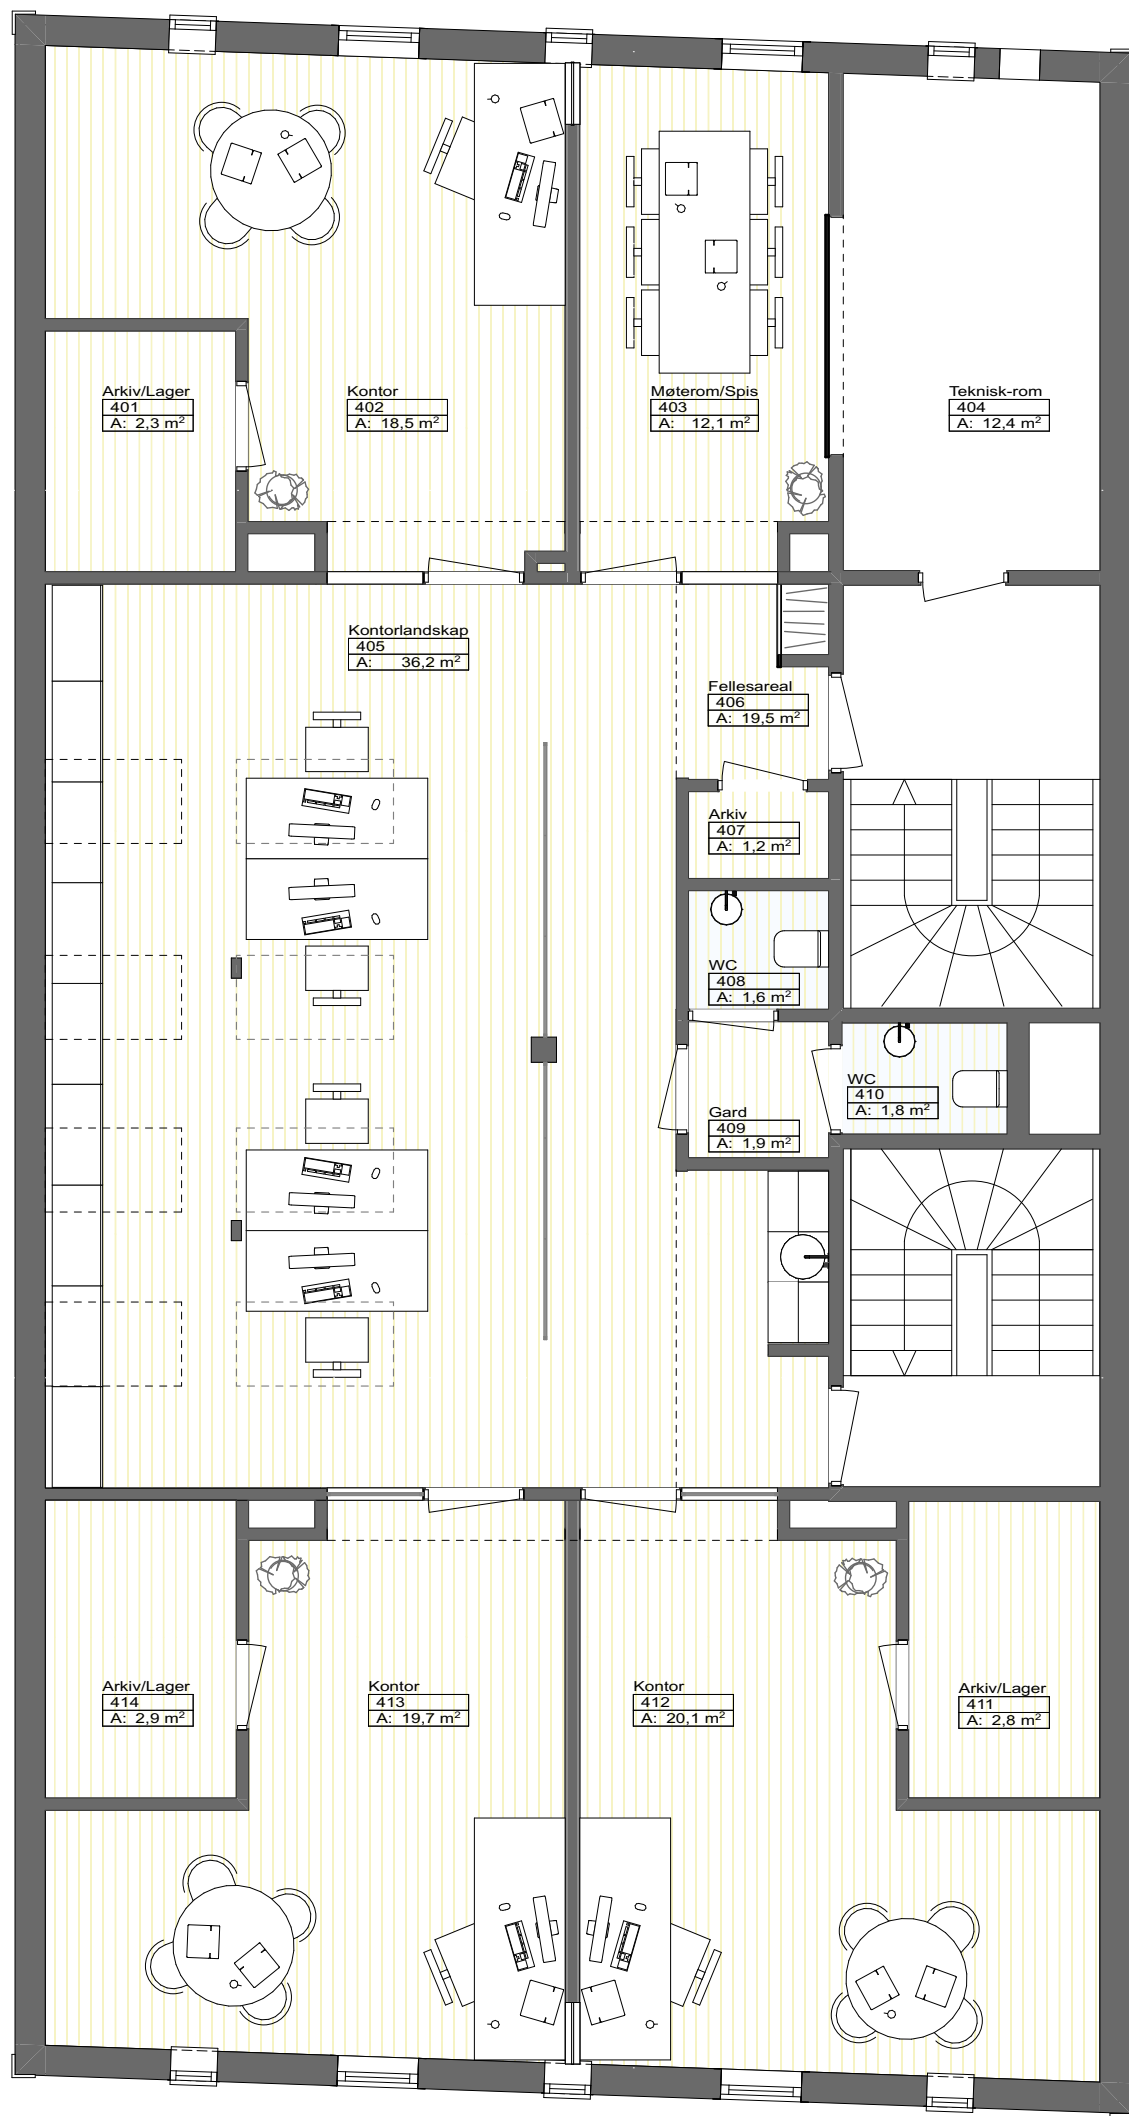 Arkiv/Lager
401
A: 2,3 m²
Kontor
402
A: 18,5 m²
Møterom/Spis
403
A: 12,1 m²
Teknisk-rom
404
A: 12,4 m²
Kontorlandskap
405
A: 36,2 m²
Fellesareal
406
A: 19,5 m²
Arkiv
407
A: 1,2 m²
WC
408
A: 1,6 m²
Gard
409
A: 1,9 m²
WC
410
A: 1,8 m²
Arkiv/Lager
414
A: 2,9 m²
Kontor
413
A: 19,7 m²
Kontor
412
A: 20,1 m²
Arkiv/Lager
411
A: 2,8 m²